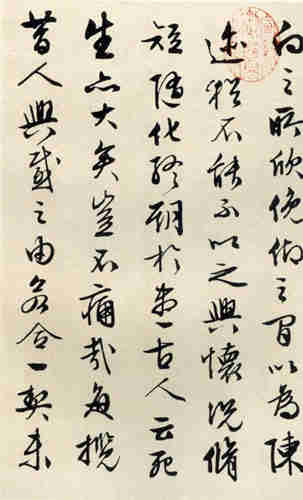 向之所欣俛仰之間以為陳
迹猶不能不以之興懷況脩
短隨化終期於盡古人云死
生亦大矣豈不痛哉每攬
昔人興感之由若合一契未